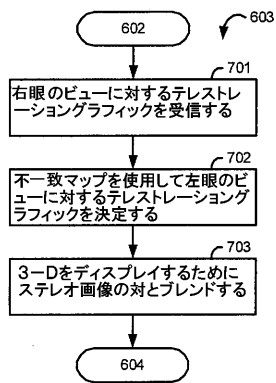 603
602
701
右眼のビューに対するテレストレ
ーショングラフィックを受信する
702
不一致マップを使用して左眼のビ
ューに対するテレストレーショング
ラフィックを決定する
703
3-Dをディスプレイするために
ステレオ画像の対とブレンドする
604